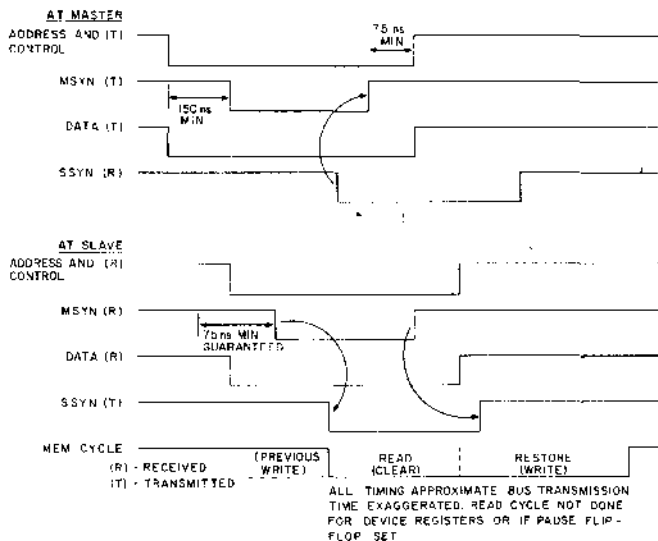 AT MASTER
ADDRESS AND (T)
CONTROL
75 ns
MIN
MSYN (T)
150 ns
MIN
DATA (T)
SSYN (R)
AT SLAVE
ADDRESS AND (R)
CONTROL
MSYN (R)
75 ns MIN
GUARANTEED
DATA (R)
SSYN (T)
MEM CYCLE
(PREVIOUS
WRITE)
READ
(CLEAR)
RESTORE
(WRITE)
(R) - RECEIVED
(T) - TRANSMITTED
ALL TIMING APPROXIMATE BUS TRANSMISSION
TIME EXAGGERATED. READ CYCLE NOT DONE
FOR DEVICE REGISTERS OR IF PAUSE FLIP-
FLOP SET